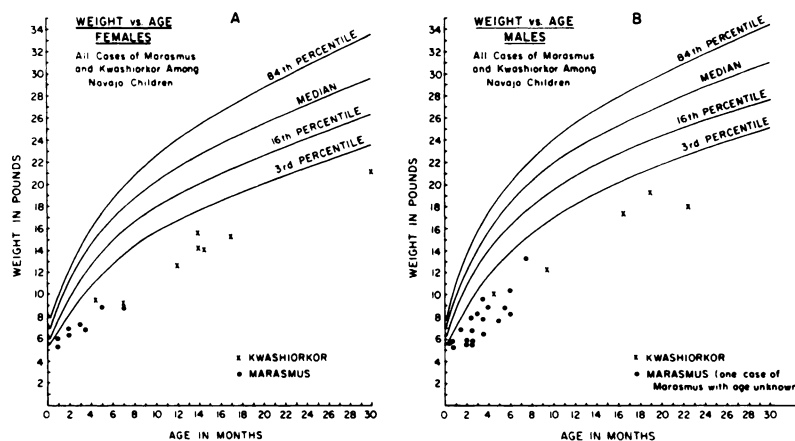 WEIGHT vs. AGE
FEMALES
All Cases of Marasmus
and Kwashiorkor Among
Navajo Children
A
84th PERCENTILE
MEDIAN
16th PERCENTILE
3rd PERCENTILE
WEIGHT IN POUNDS
34
32
30
28
26
24
22
20
18
16
14
12
10
8
6
4
2
x KWASHIORKOR
● MARASMUS
0 2 4 6 8 10 12 14 16 18 20 22 24 26 28 30
AGE IN MONTHS
WEIGHT vs. AGE
MALES
All Cases of Marasmus
and Kwashiorkor Among
Navajo Children
B
84th PERCENTILE
MEDIAN
16th PERCENTILE
3rd PERCENTILE
WEIGHT IN POUNDS
34
32
30
28
26
24
22
20
18
16
14
12
10
8
6
4
2
x KWASHIORKOR
● MARASMUS (one case of
Marasmus with age unknown
0 2 4 6 8 10 12 14 16 18 20 22 24 26 28 30
AGE IN MONTHS